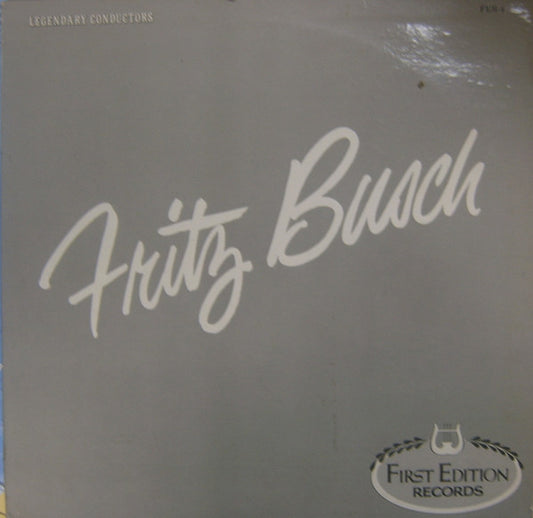 LEGENDARY CONDUCTORS
Fritz Busch
FIRST EDITION
RECORDS